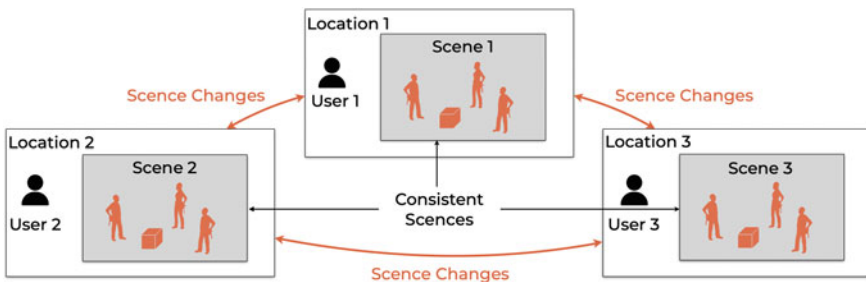 Location 1
Scene 1
User 1
Scence Changes
Scence Changes
Location 2
Scene 2
User 2
Consistent
Scences
Location 3
Scene 3
User 3
Scence Changes